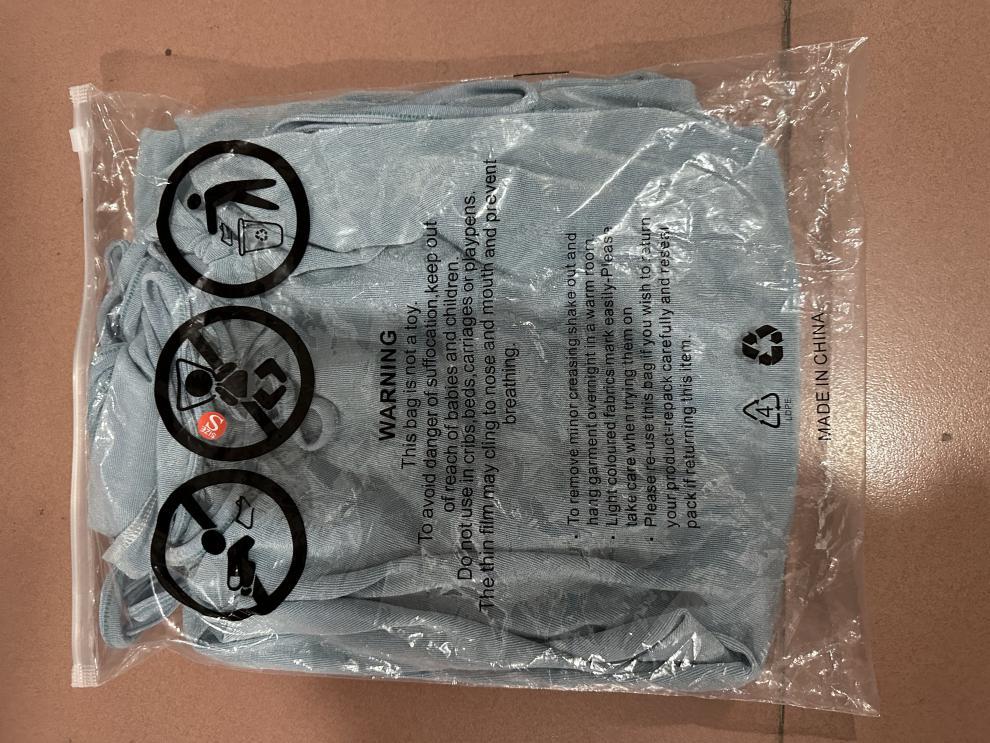 SIZE
S
WARNING
This bag is not a toy.
To avoid danger of suffocation,keep out
of reach of babies and children.
Do not use in cribs,beds,carriages or playpens.
The thin film may cling to nose and mouth and prevent
breathing.
· To remove minor creasing,shake out and
hang garment overnight in a warm room
· Light coloured fabrics mark easily-Please
take care when trying them on
· Please re-use this bag if you wish to return
your product-repack carefully and reseal
pack if returning this item.
4
LDPE
MADE IN CHINA